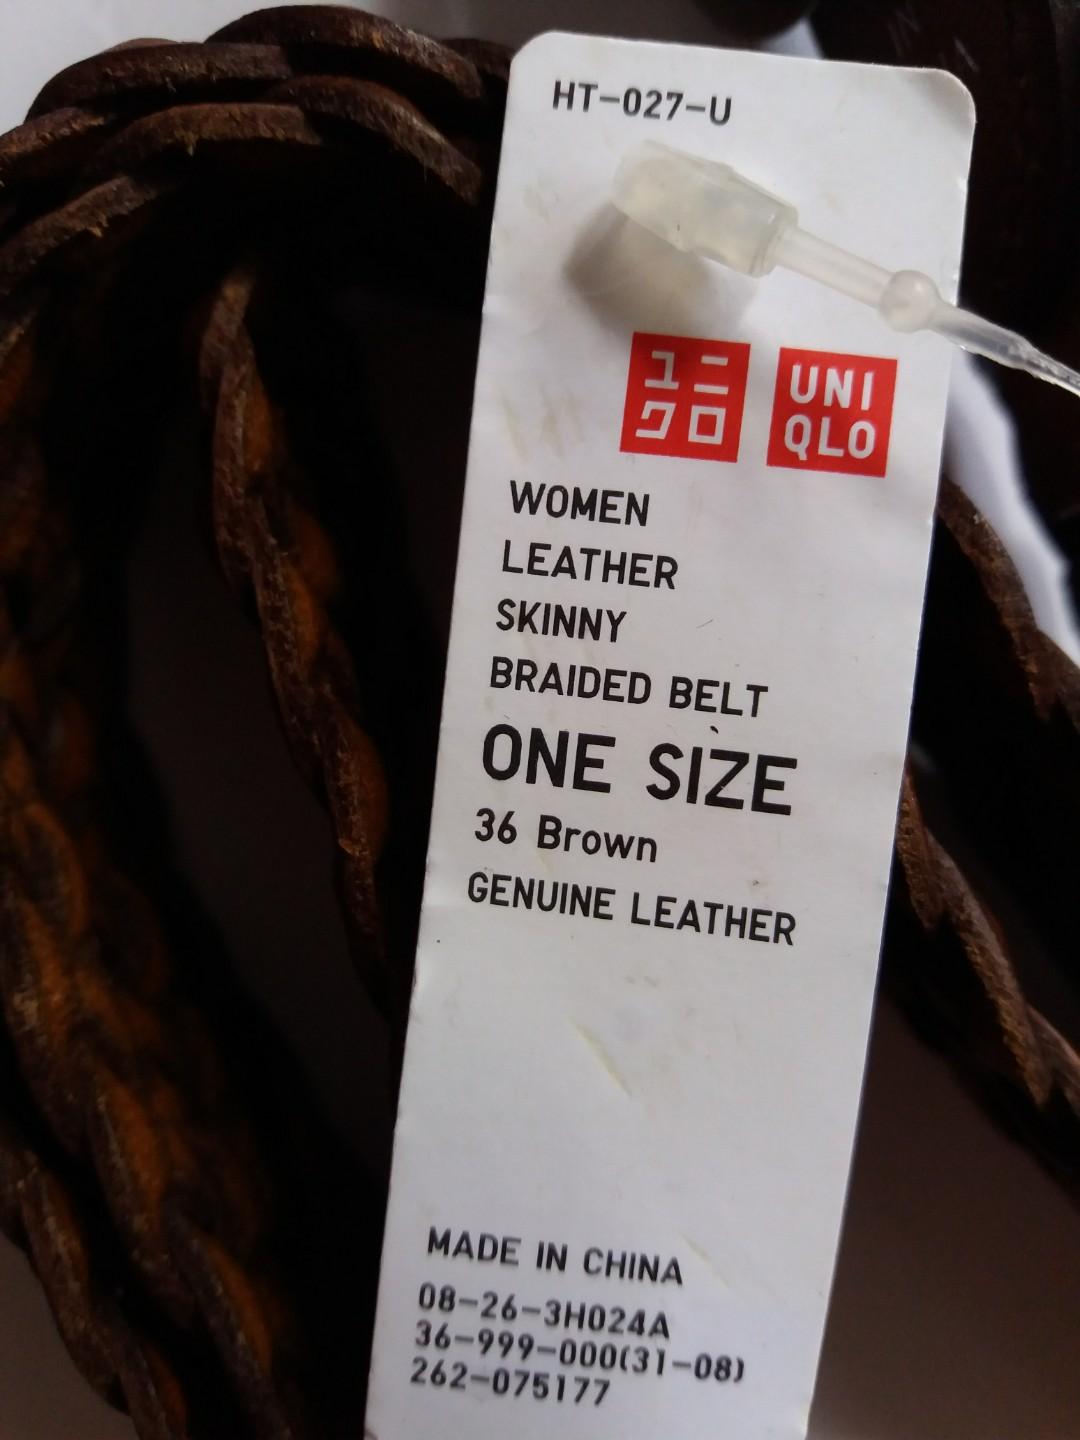 HT-027-U
ユニ
クロ
UNI
QLO
WOMEN
LEATHER
SKINNY
BRAIDED BELT
ONE SIZE
36 Brown
GENUINE LEATHER
MADE IN CHINA
08-26-3H024A
36-999-000(31-08)
262-075177